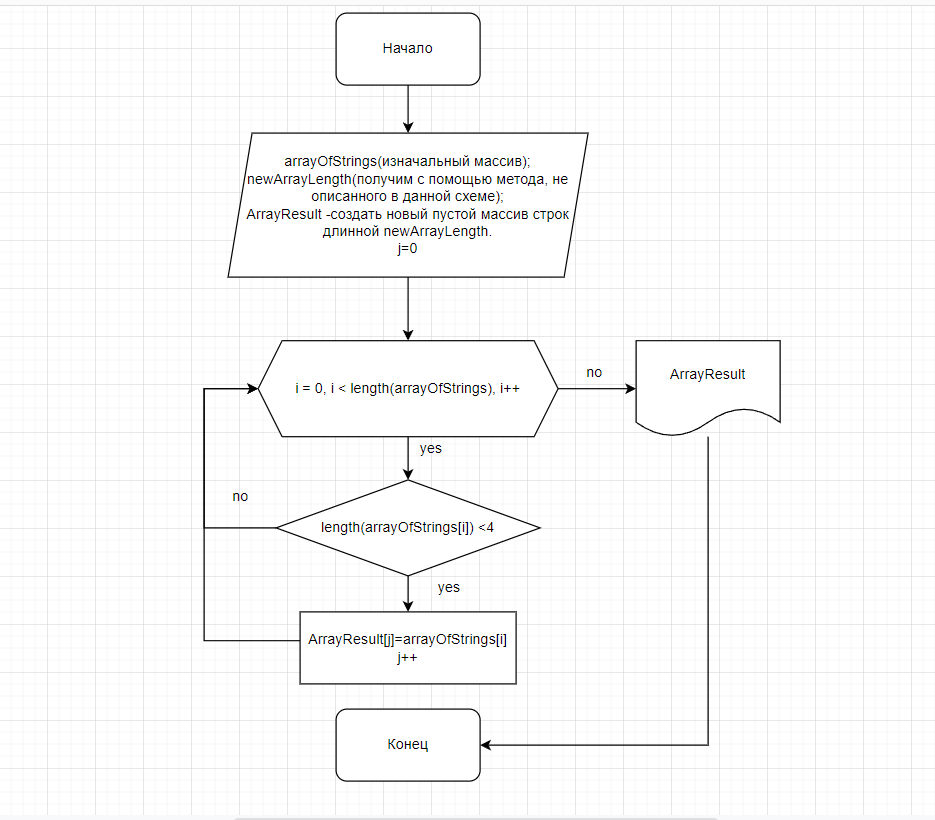 Начало
arrayOfStrings(изначальный массив);
newArrayLength(получим с помощью метода, не
описанного в данной схеме);
ArrayResult -создать новый пустой массив строк
длинной newArrayLength.
j=0
i = 0, i < length(arrayOfStrings), i++
no
ArrayResult
yes
no
length(arrayOfStrings[i]) <4
yes
ArrayResult[j]=arrayOfStrings[i]
j++
Конец